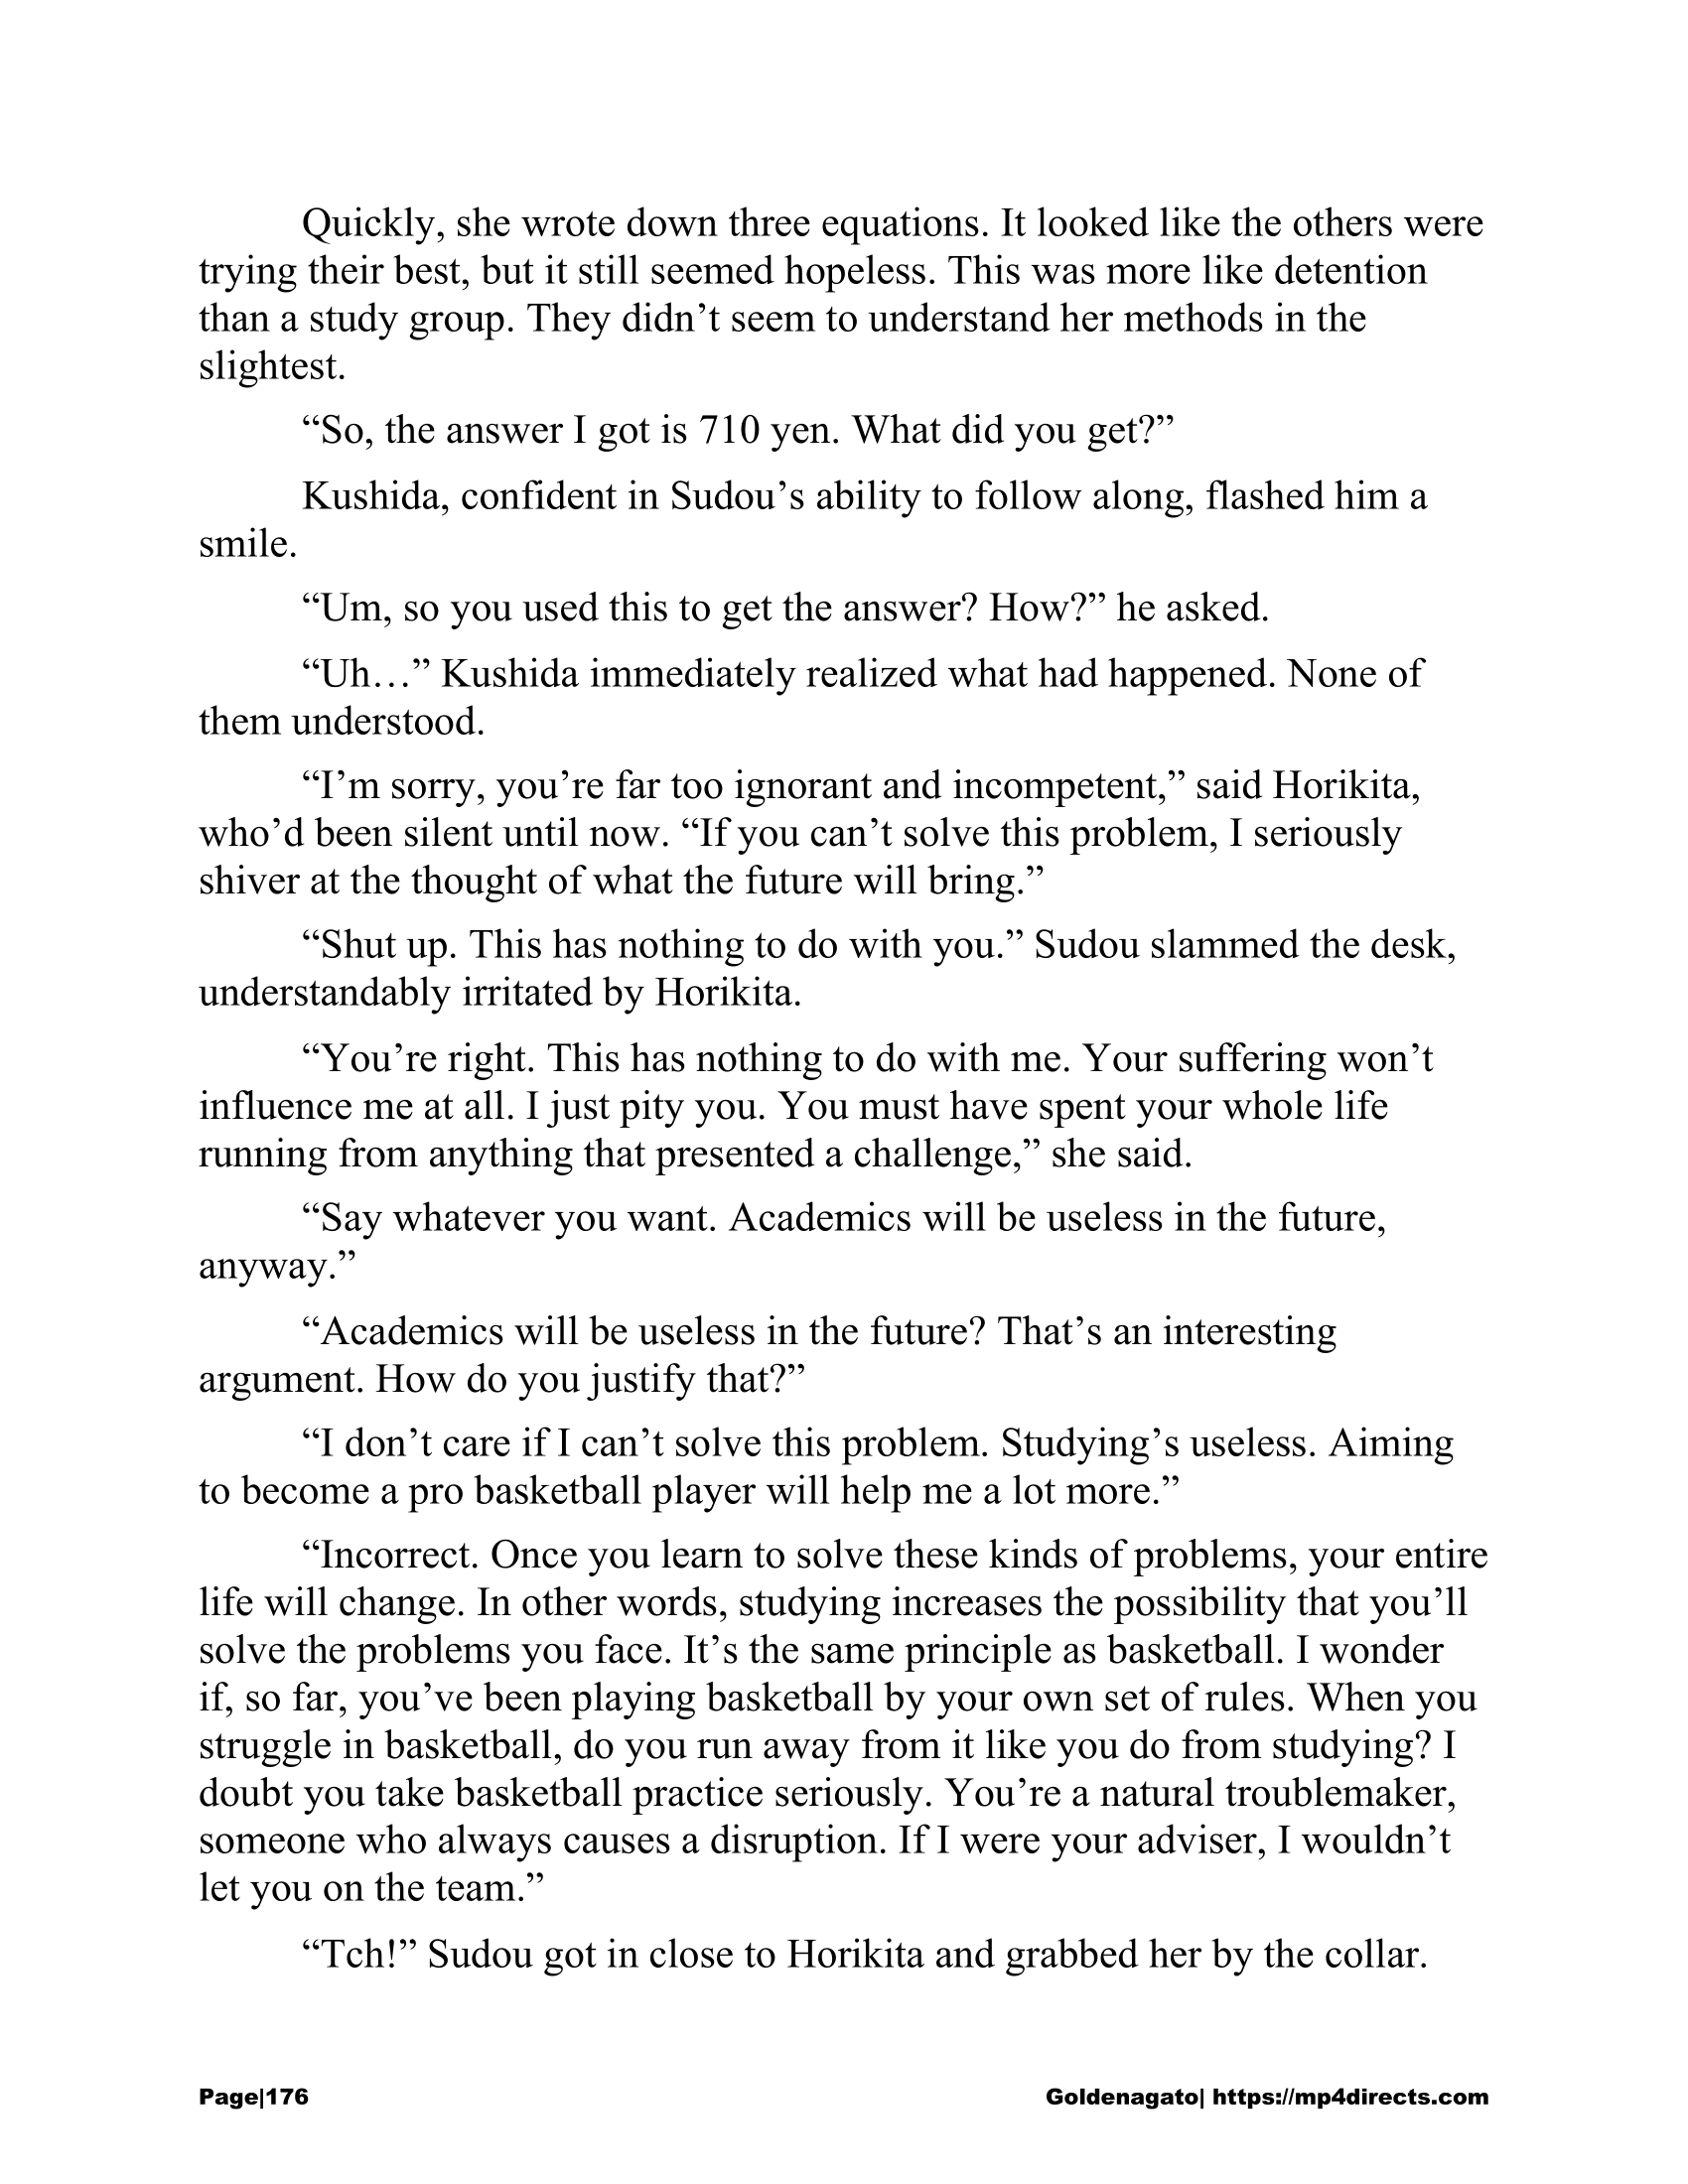 Quickly, she wrote down three equations. It looked like the others were
trying their best, but it still seemed hopeless. This was more like detention
than a study group. They didn’t seem to understand her methods in the
slightest.
“So, the answer I got is 710 yen. What did you get?”
Kushida, confident in Sudou’s ability to follow along, flashed him a
smile.
“Um, so you used this to get the answer? How?” he asked.
“Uh…” Kushida immediately realized what had happened. None of
them understood.
“I’m sorry, you’re far too ignorant and incompetent,” said Horikita,
who’d been silent until now. “If you can’t solve this problem, I seriously
shiver at the thought of what the future will bring.”
“Shut up. This has nothing to do with you.” Sudou slammed the desk,
understandably irritated by Horikita.
“You’re right. This has nothing to do with me. Your suffering won’t
influence me at all. I just pity you. You must have spent your whole life
running from anything that presented a challenge,” she said.
“Say whatever you want. Academics will be useless in the future,
anyway.”
“Academics will be useless in the future? That’s an interesting
argument. How do you justify that?”
“I don’t care if I can’t solve this problem. Studying’s useless. Aiming
to become a pro basketball player will help me a lot more.”
“Incorrect. Once you learn to solve these kinds of problems, your entire
life will change. In other words, studying increases the possibility that you’ll
solve the problems you face. It’s the same principle as basketball. I wonder
if, so far, you’ve been playing basketball by your own set of rules. When you
struggle in basketball, do you run away from it like you do from studying? I
doubt you take basketball practice seriously. You’re a natural troublemaker,
someone who always causes a disruption. If I were your adviser, I wouldn’t
let you on the team.”
“Tch!” Sudou got in close to Horikita and grabbed her by the collar.
Page|176 Goldenagato| https://mp4directs.com